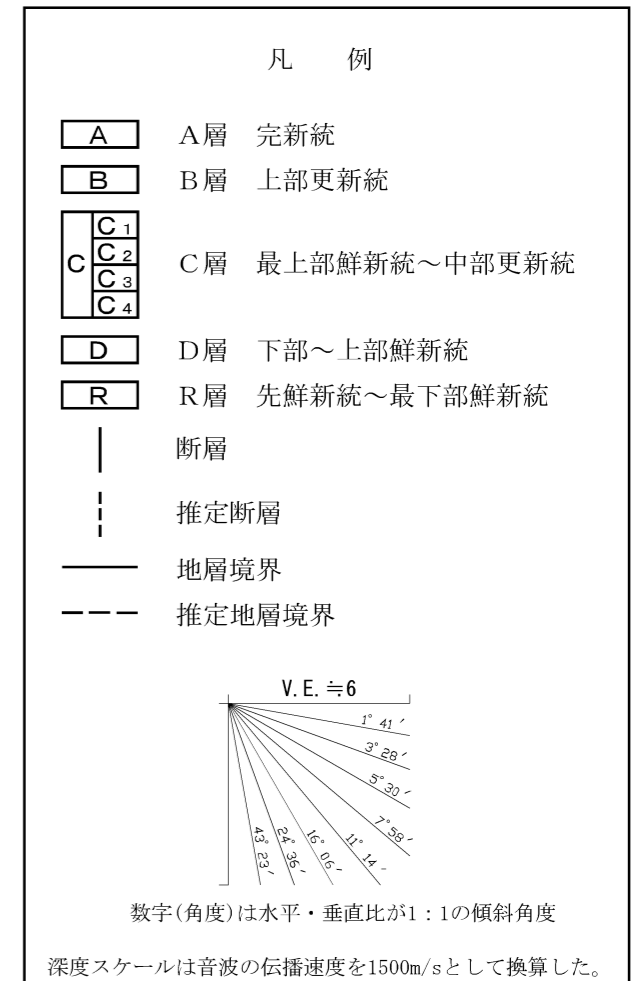 凡　例
A　A層　完新統
B　B層　上部更新統
C　C1　C2　C3　C4　C層　最上部鮮新統～中部更新統
D　D層　下部～上部鮮新統
R　R層　先鮮新統～最下部鮮新統
断層
推定断層
地層境界
推定地層境界
V.E.≒6
1° 41′
3° 28′
5° 30′
7° 58′
11° 14′
16° 06′
24° 36′
43° 23′
数字(角度)は水平・垂直比が1：1の傾斜角度
深度スケールは音波の伝播速度を1500m/sとして換算した。